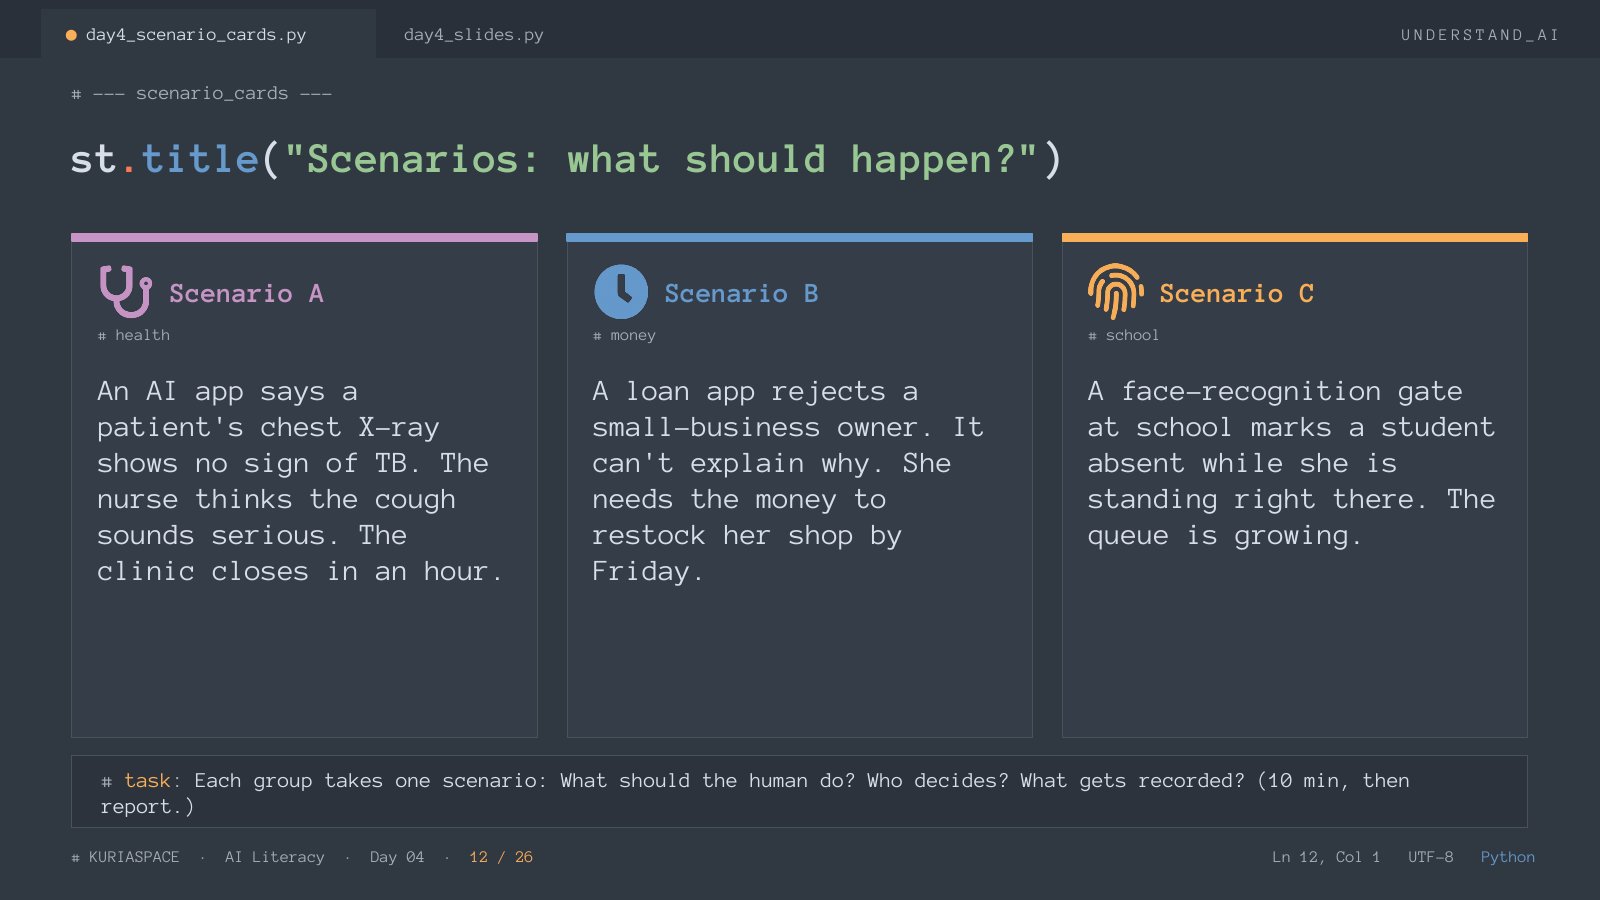 day4_scenario_cards.py
day4_slides.py
UNDERSTAND_AI
# --- scenario_cards ---
st.title("Scenarios: what should happen?")
Scenario A
# health
An AI app says a
patient's chest X-ray
shows no sign of TB. The
nurse thinks the cough
sounds serious. The
clinic closes in an hour.
Scenario B
# money
A loan app rejects a
small-business owner. It
can't explain why. She
needs the money to
restock her shop by
Friday.
Scenario C
# school
A face-recognition gate
at school marks a student
absent while she is
standing right there. The
queue is growing.
# task: Each group takes one scenario: What should the human do? Who decides? What gets recorded? (10 min, then
report.)
# KURIASPACE · AI Literacy · Day 04 · 12 / 26
Ln 12, Col 1 UTF-8 Python